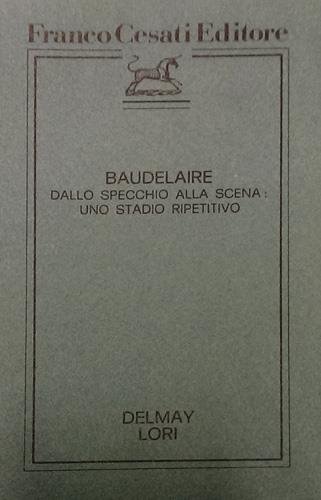 Franco Cesati Editore
BAUDELAIRE
DALLO SPECCHIO ALLA SCENA:
UNO STADIO RIPETITIVO
DELMAY
LORI